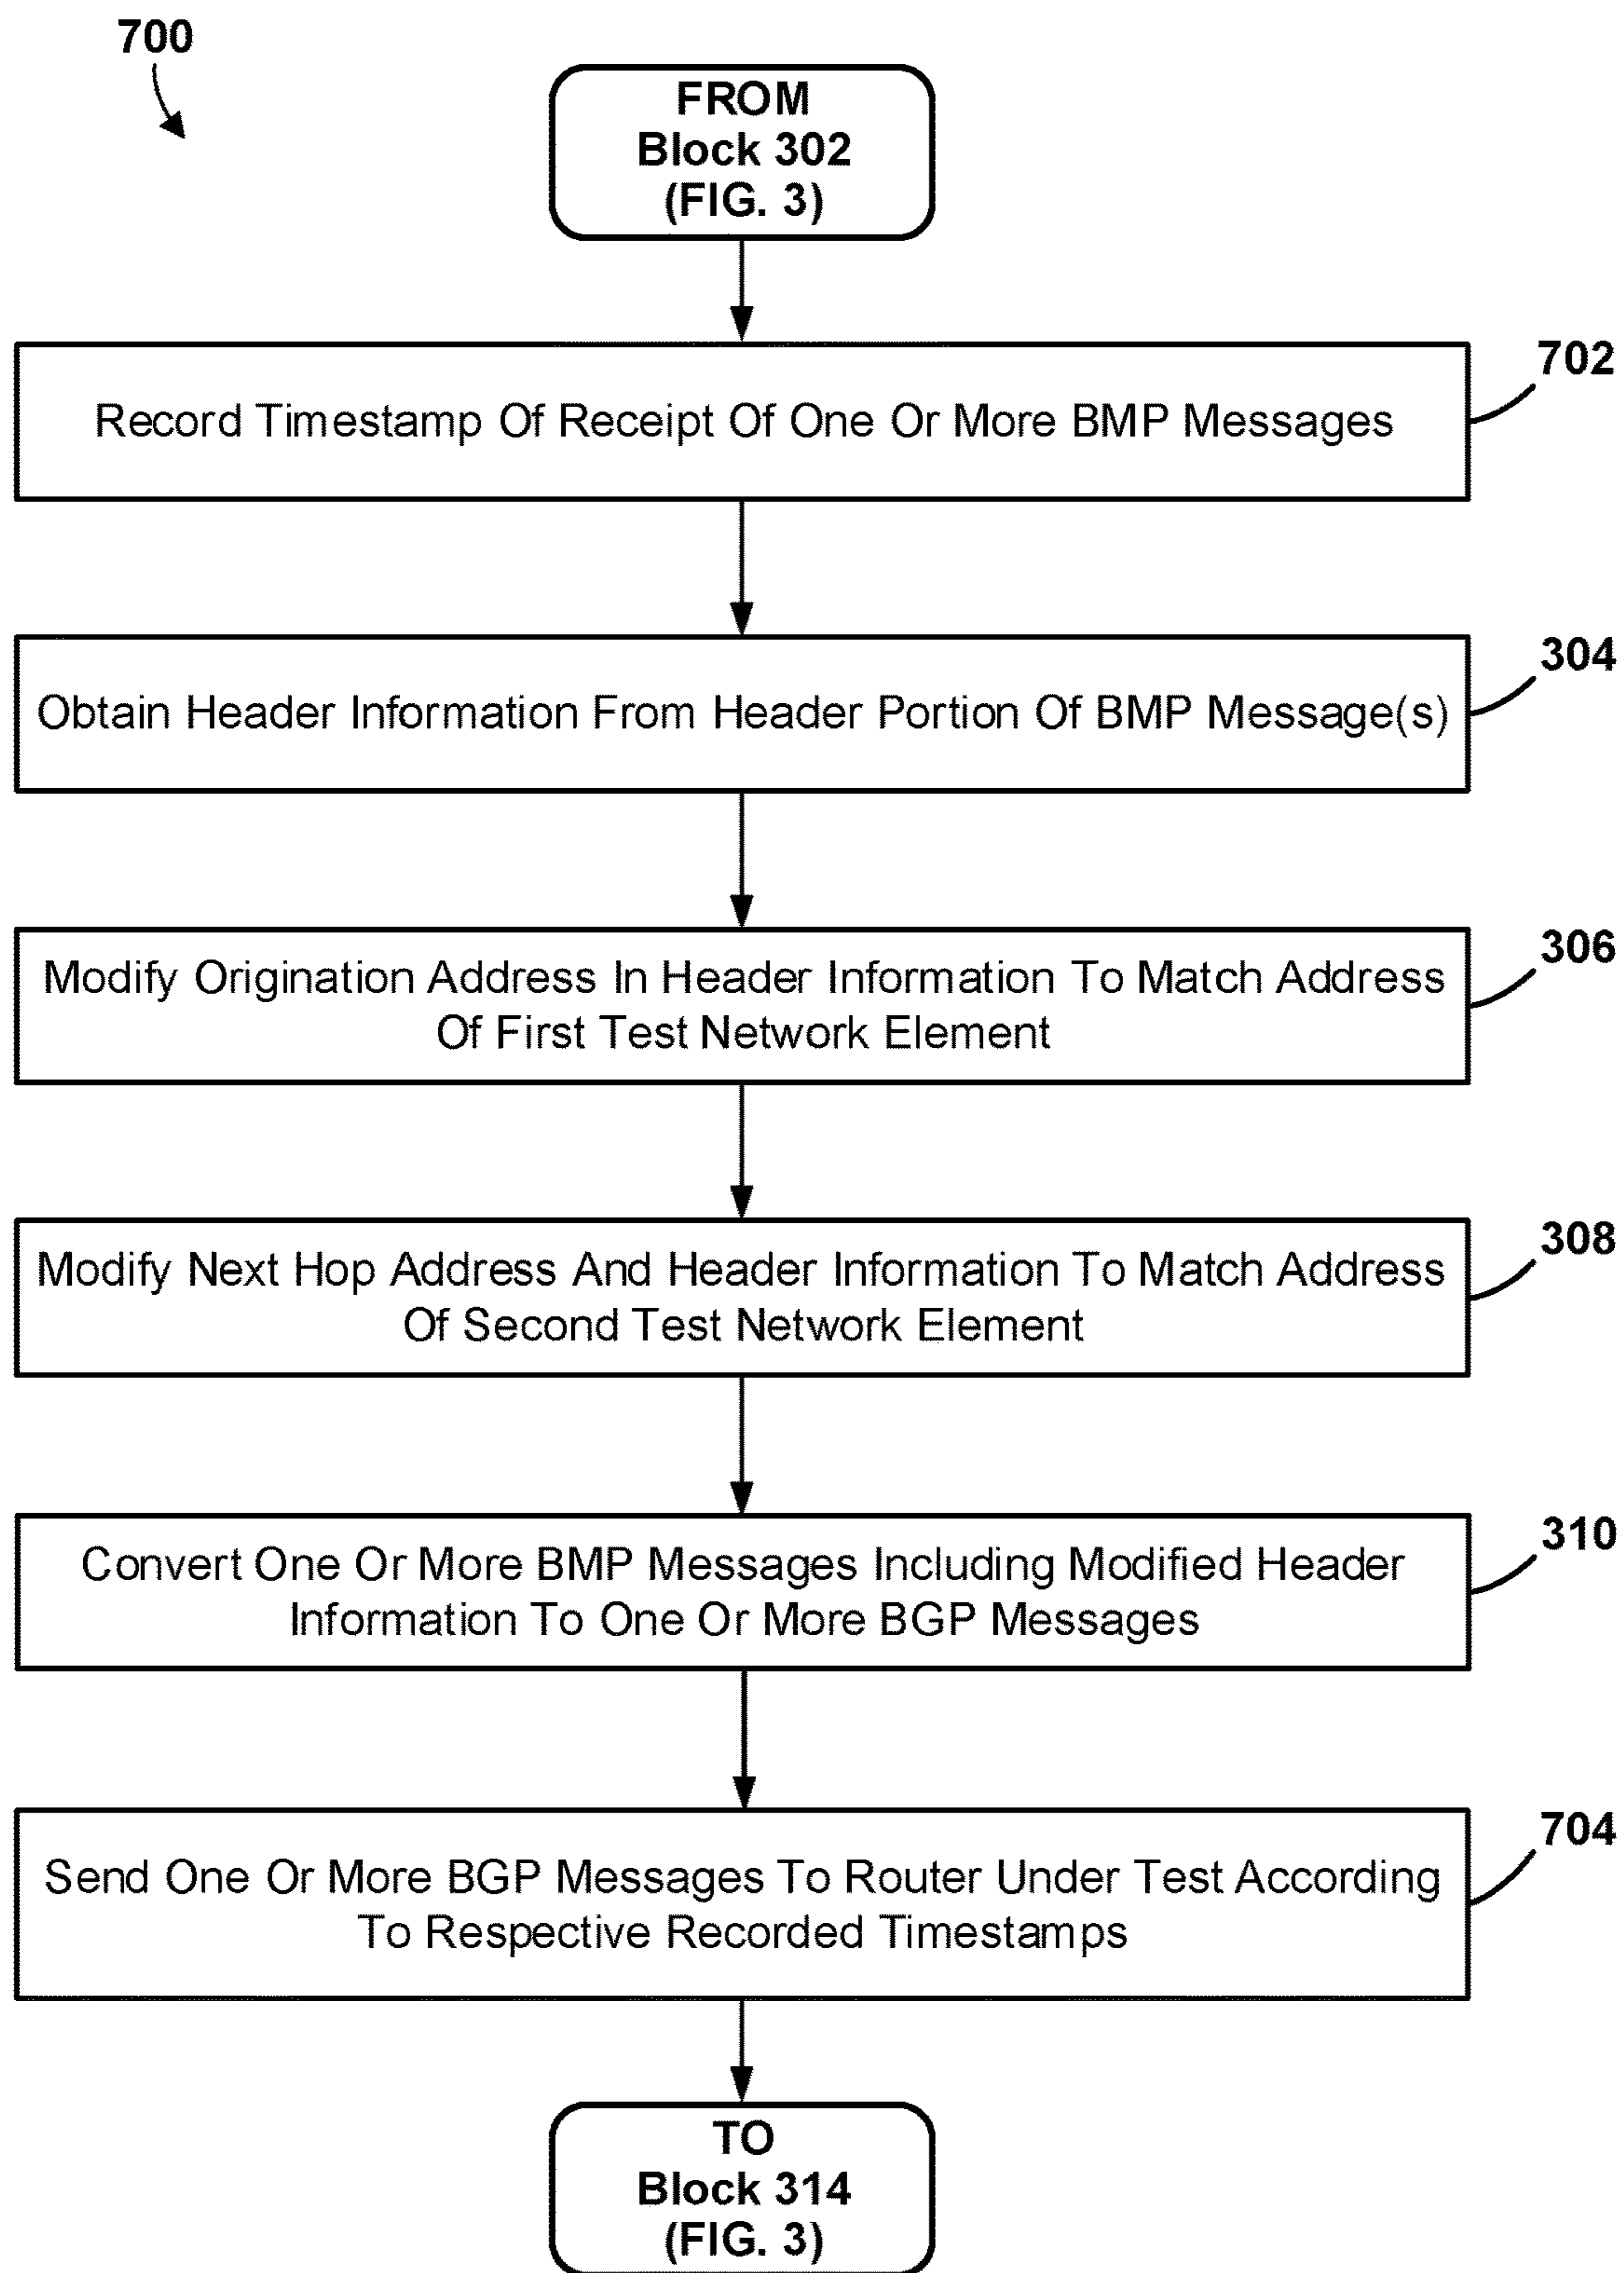 700
FROM
Block 302
(FIG. 3)
702
Record Timestamp Of Receipt Of One Or More BMP Messages
304
Obtain Header Information From Header Portion Of BMP Message(s)
306
Modify Origination Address In Header Information To Match Address
Of First Test Network Element
308
Modify Next Hop Address And Header Information To Match Address
Of Second Test Network Element
310
Convert One Or More BMP Messages Including Modified Header
Information To One Or More BGP Messages
704
Send One Or More BGP Messages To Router Under Test According
To Respective Recorded Timestamps
TO
Block 314
(FIG. 3)